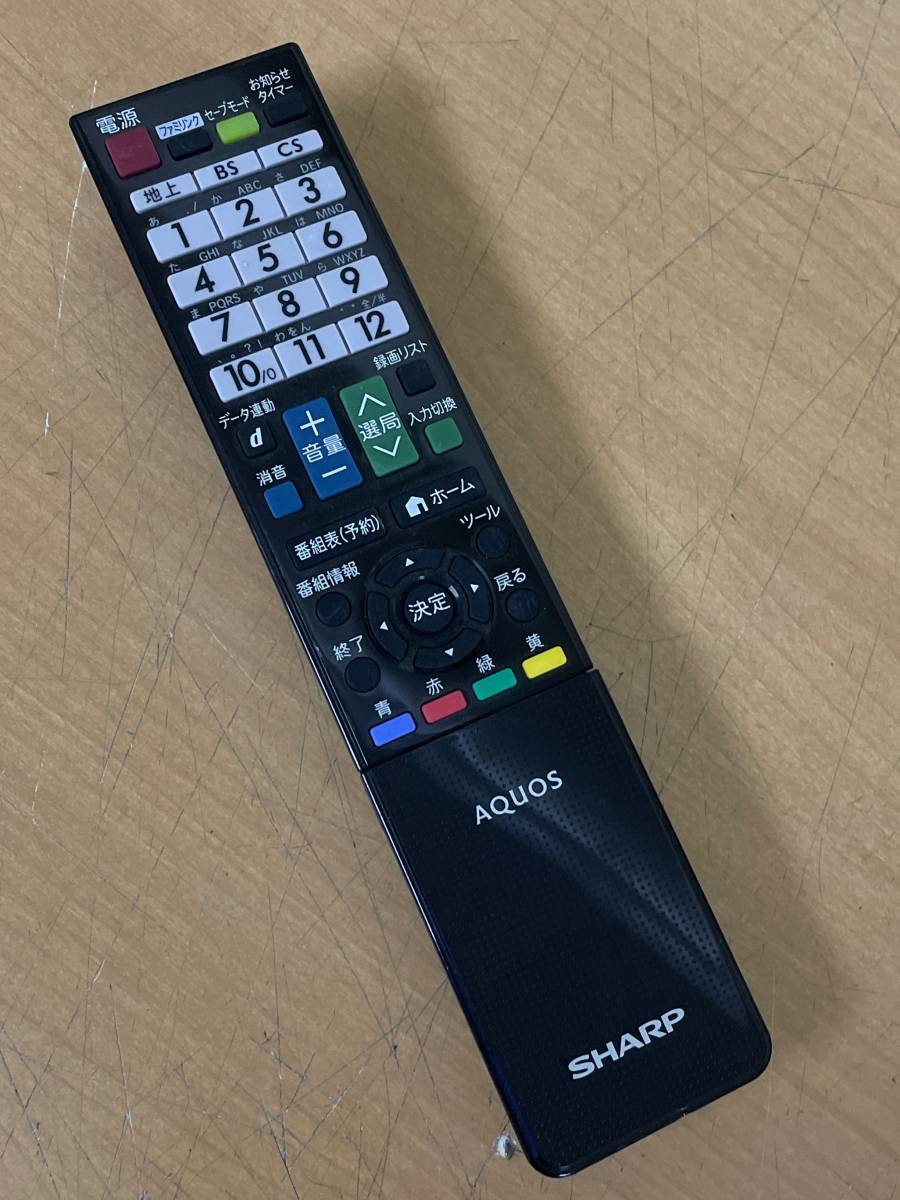 電源 ファミリンク セーブモード お知らせ
タイマー
地上 BS CS
あ ./ か ABC さ DEF
1 2 3
た GHI な JKL は MNO
4 5 6
ま PQRS や TUV ら WXYZ
7 8 9
、。?! わをん ゛゜全/半
10/0 11 12
データ連動 録画リスト
d + 音量 − 選局 入力切換
消音
番組表(予約) ホーム
番組情報 ツール
決定 戻る
終了
青 赤 緑 黄
AQUOS
SHARP